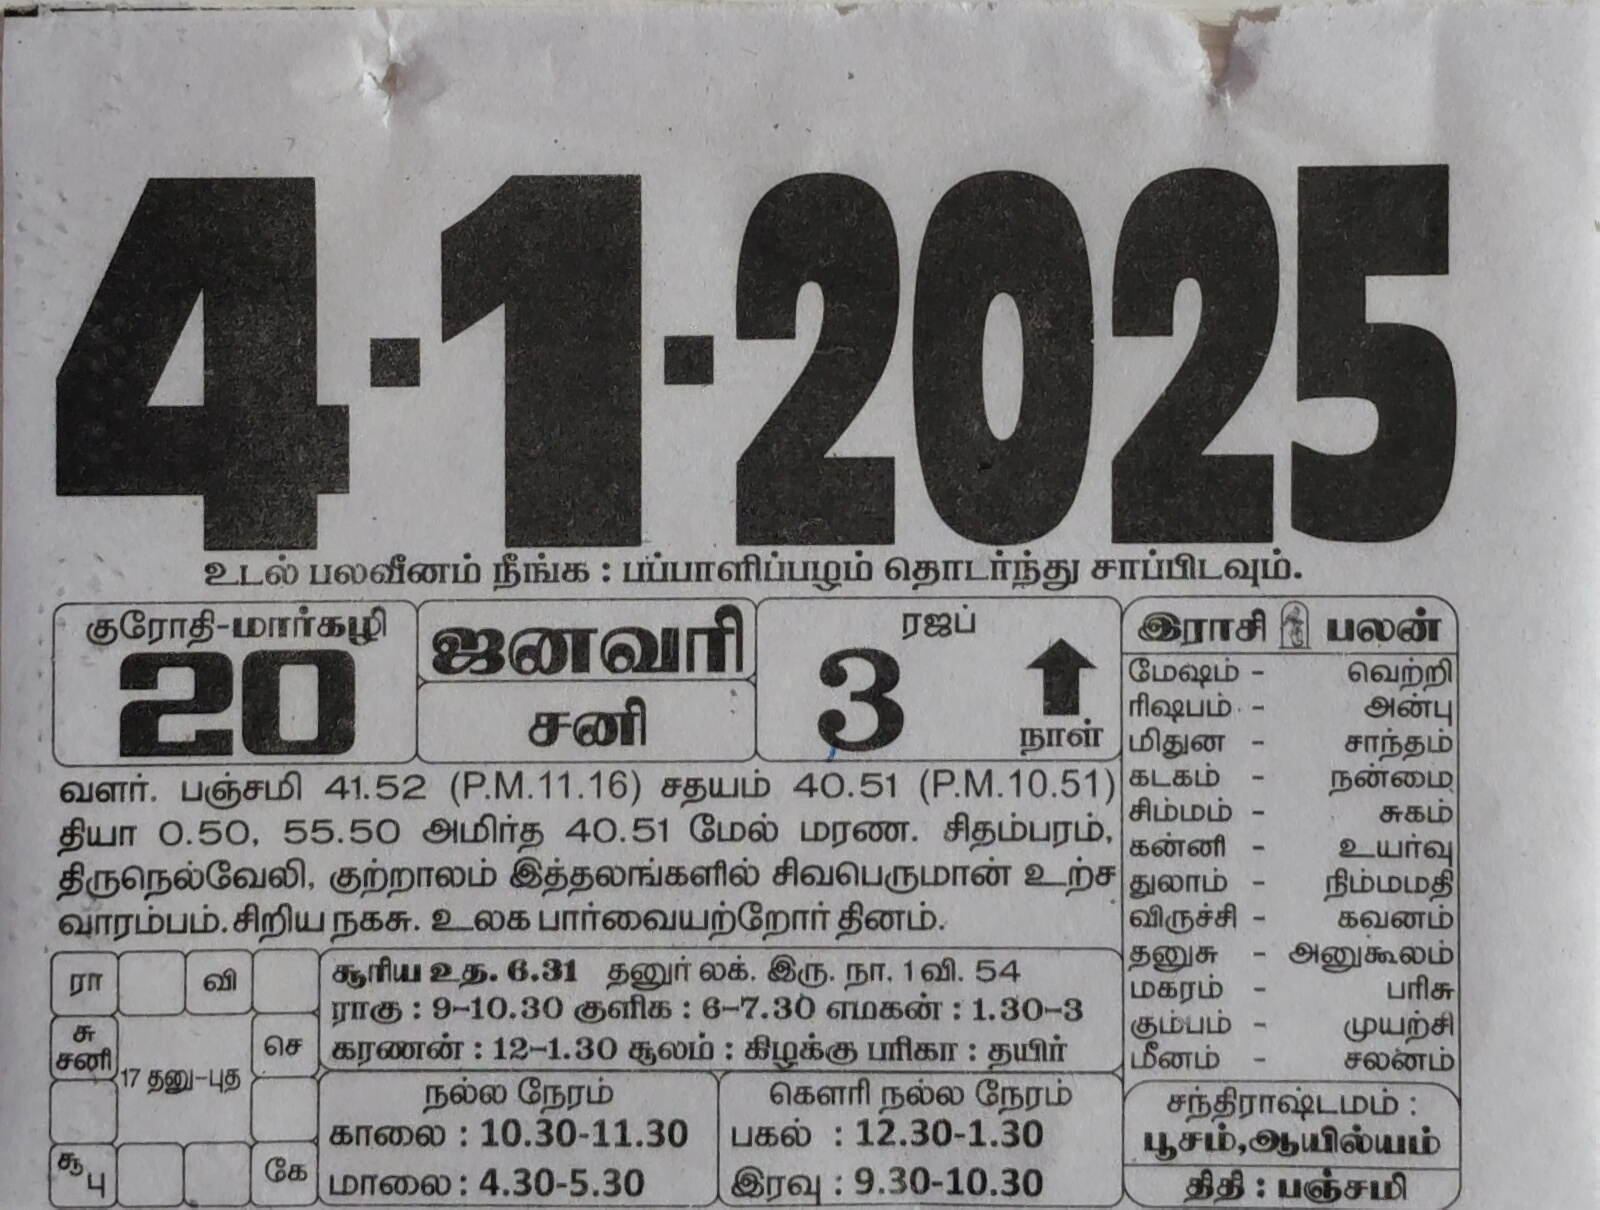 4·1·2025
உடல் பலவீனம் நீங்க : பப்பாளிப்பழம் தொடர்ந்து சாப்பிடவும்.
குரோதி-மார்கழி
20
ஜனவரி
சனி
ரஜப்
3
நாள்
வளர். பஞ்சமி 41.52 (P.M.11.16) சதயம் 40.51 (P.M.10.51)
தியா 0.50, 55.50 அமிர்த 40.51 மேல் மரண. சிதம்பரம்,
திருநெல்வேலி, குற்றாலம் இத்தலங்களில் சிவபெருமான் உற்ச
வாரம்பம். சிறிய நகசு. உலக பார்வையற்றோர் தினம்.
இராசி பலன்
மேஷம் - வெற்றி
ரிஷபம் - அன்பு
மிதுன - சாந்தம்
கடகம் - நன்மை
சிம்மம் - சுகம்
கன்னி - உயர்வு
துலாம் - நிம்மதி
விருச்சி - கவனம்
தனுசு - அனுகூலம்
மகரம் - பரிசு
கும்பம் - முயற்சி
மீனம் - சலனம்
ரா
வி
சு
சனி
செ
17 தனு-புத
சூ
பு
கே
சூரிய உத. 6.31 தனுர் லக். இரு. நா. 1 வி. 54
ராகு : 9-10.30 குளிக : 6-7.30 எமகன் : 1.30-3
கரணன் : 12-1.30 சூலம் : கிழக்கு பரிகா : தயிர்
நல்ல நேரம்
காலை : 10.30-11.30
மாலை : 4.30-5.30
கௌரி நல்ல நேரம்
பகல் : 12.30-1.30
இரவு : 9.30-10.30
சந்திராஷ்டமம் :
பூசம்,ஆயில்யம்
திதி : பஞ்சமி